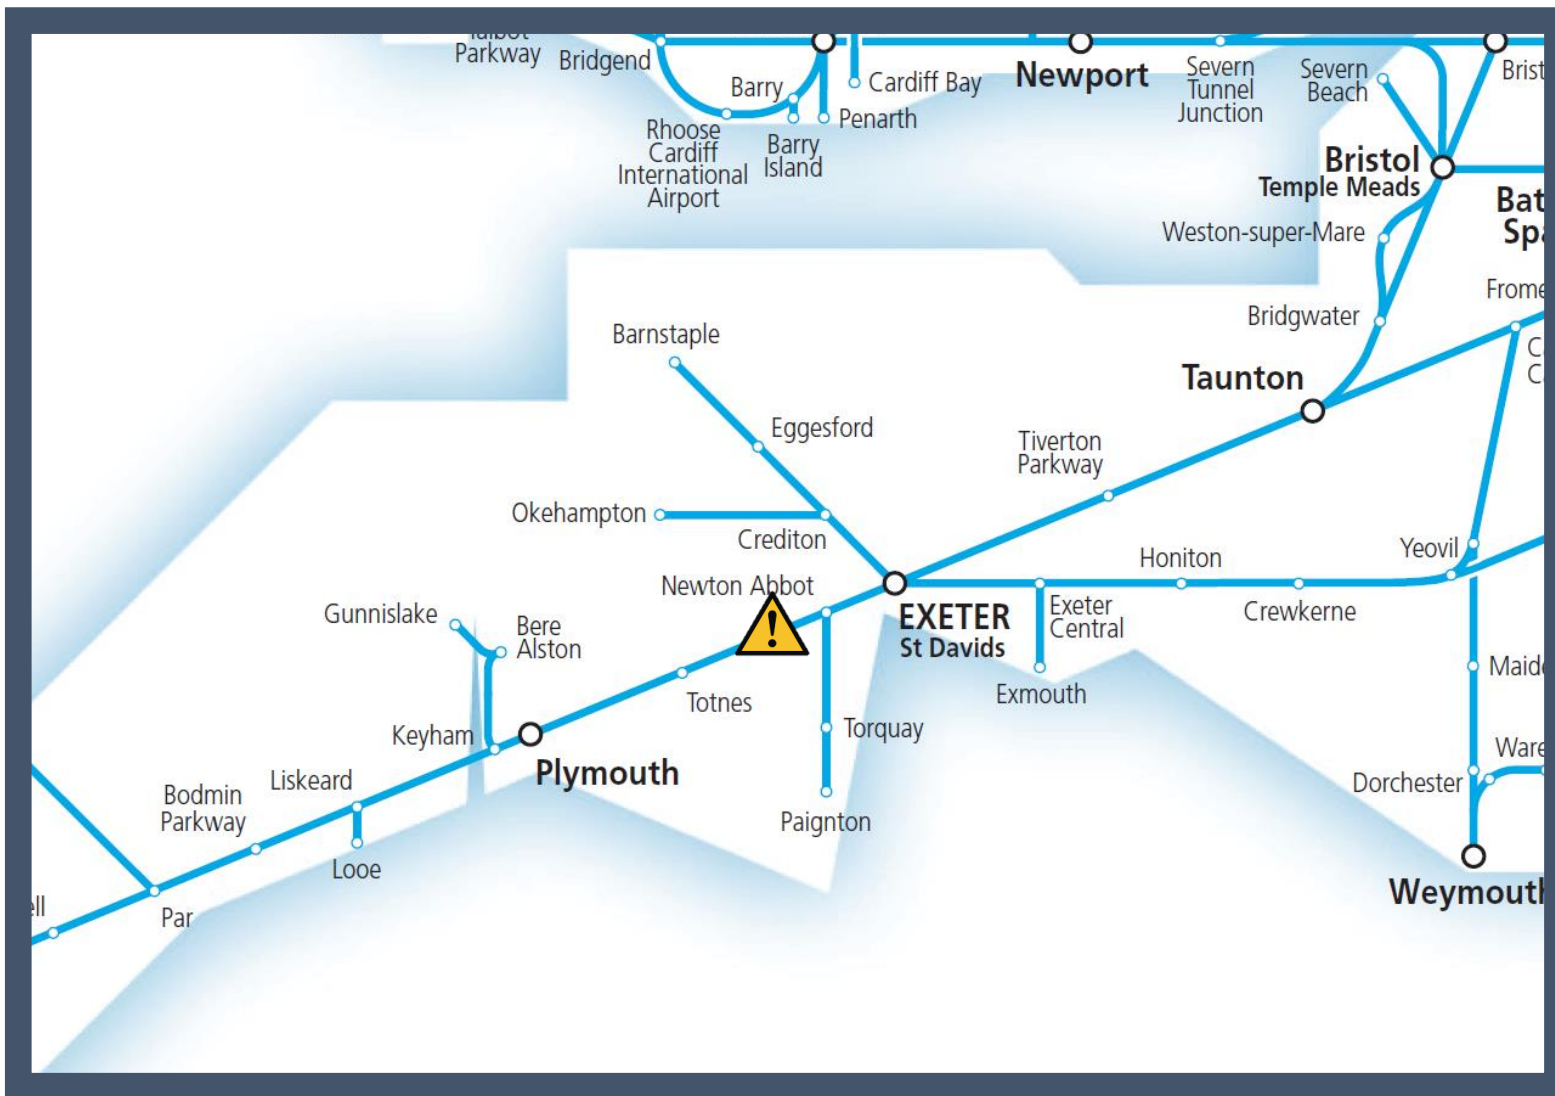 Parkway
Bridgend
Barry
Cardiff Bay
Newport
Severn
Tunnel
Junction
Severn
Beach
Penarth
Rhoose
Cardiff
International
Airport
Barry
Island
Bristol
Temple Meads
Weston-super-Mare
Bridgwater
Barnstaple
Taunton
Eggesford
Tiverton
Parkway
Okehampton
Crediton
Honiton
Yeovil
Newton Abbot
Gunnislake
Bere
Alston
EXETER
St Davids
Exeter
Central
Crewkerne
Exmouth
Totnes
Torquay
Keyham
Plymouth
Liskeard
Bodmin
Parkway
Paignton
Dorchester
Looe
Par
Weymouth